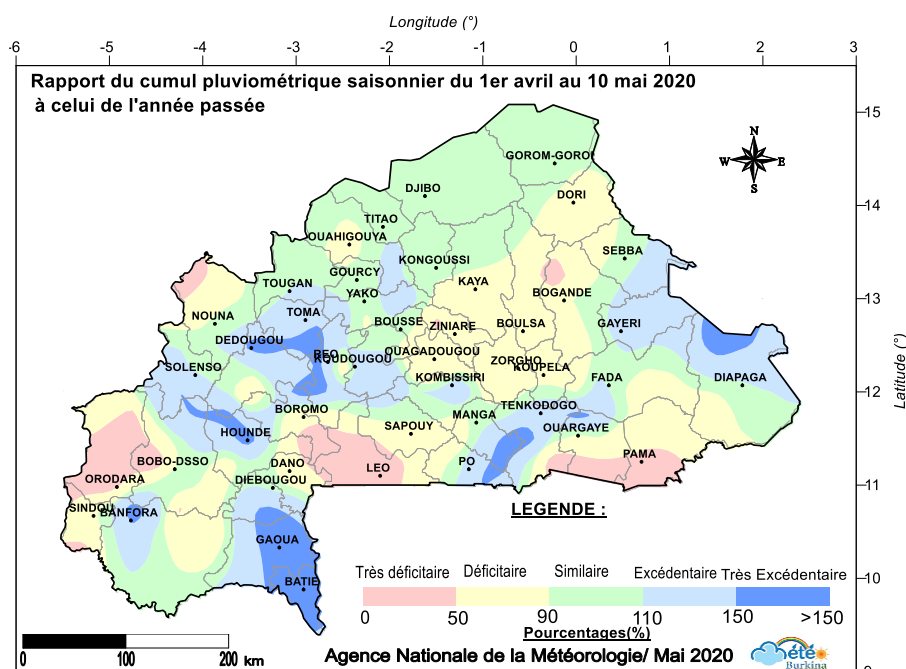 Longitude (°)
-6 -5 -4 -3 -2 -1 0 1 2 3
Rapport du cumul pluviométrique saisonnier du 1er avril au 10 mai 2020
à celui de l'année passée
15
N
W E
S
GOROM-GORO
DJIBO
DORI
14
TITAO
OUAHIGOUYA
SEBBA
KONGOUSSI
GOURCY
TOUGAN
KAYA
YAKO
BOGANDE
13
TOMA
NOUNA
BOUSSE
ZINIARE
BOULSA
GAYERI
DEDOUGOU
REO
KOUDOUGOU
OUAGADOUGOU
ZORGHO
KOUPELA
SOLENSO
KOMBISSIRI
FADA
DIAPAGA
12
Latitude (°)
BOROMO
MANGA
TENKODOGO
HOUNDE
SAPOUY
OUARGAYE
BOBO-DSSO
DANO
LEO
PO
PAMA
ORODARA
DIEBOUGOU
11
SINDOU
BANFORA
LEGENDE :
GAOUA
BATIE
Très déficitaire Déficitaire Similaire Excédentaire Très Excédentaire
10
0 50 90 110 150 >150
Pourcentages(%)
0 100 200 km
Agence Nationale de la Météorologie/ Mai 2020
été
Burkina